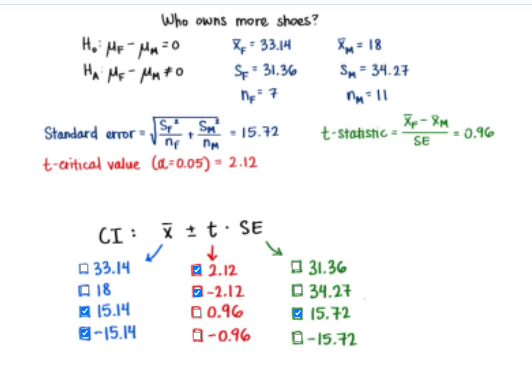 Who owns more shoes?
H₀: μF - μM = 0 x̄F = 33.14 x̄M = 18
HA: μF - μM ≠ 0 SF = 31.36 SM = 34.27
nF = 7 nM = 11
Standard error = √(SF²/nF + SM²/nM) = 15.72 t-statistic = (x̄F - x̄M)/SE = 0.96
t-critical value (α=0.05) = 2.12
CI: x̄ ± t · SE
33.14 2.12 31.36
18 -2.12 34.27
15.14 0.96 15.72
-15.14 -0.96 -15.72